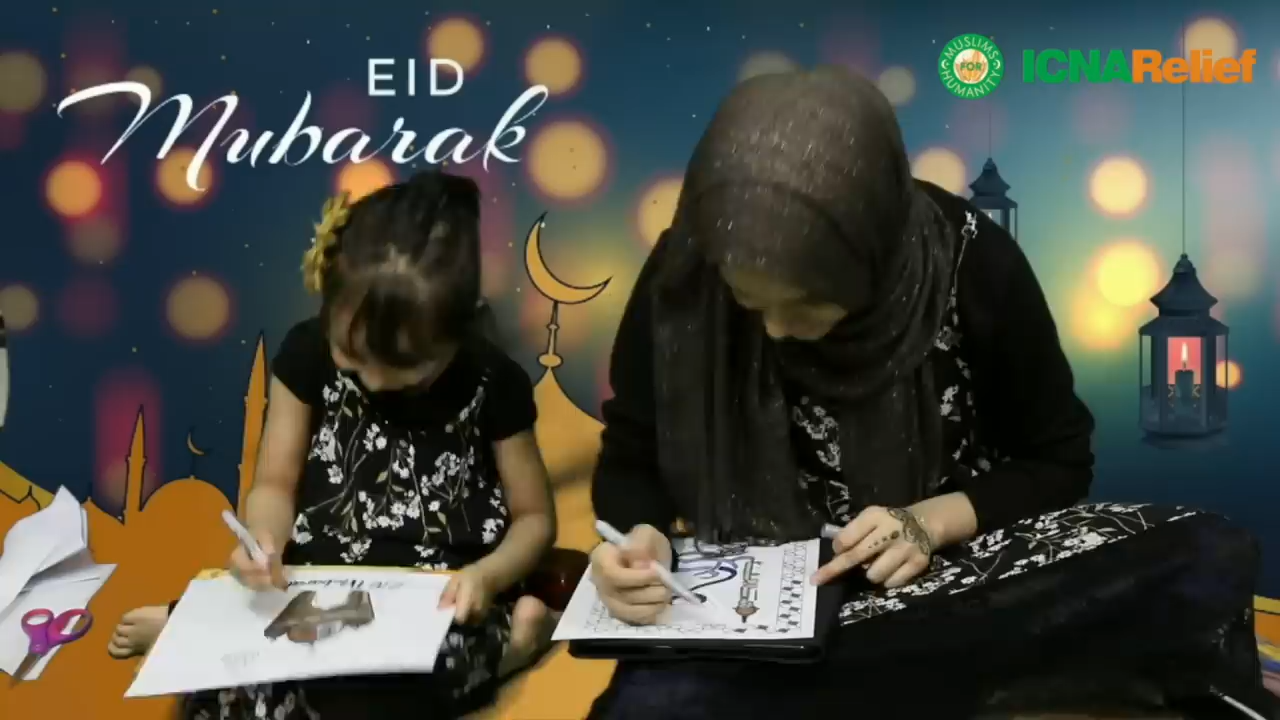 EID
Mubarak
MUSLIMS
FOR
HUMANITY
ICNARelief